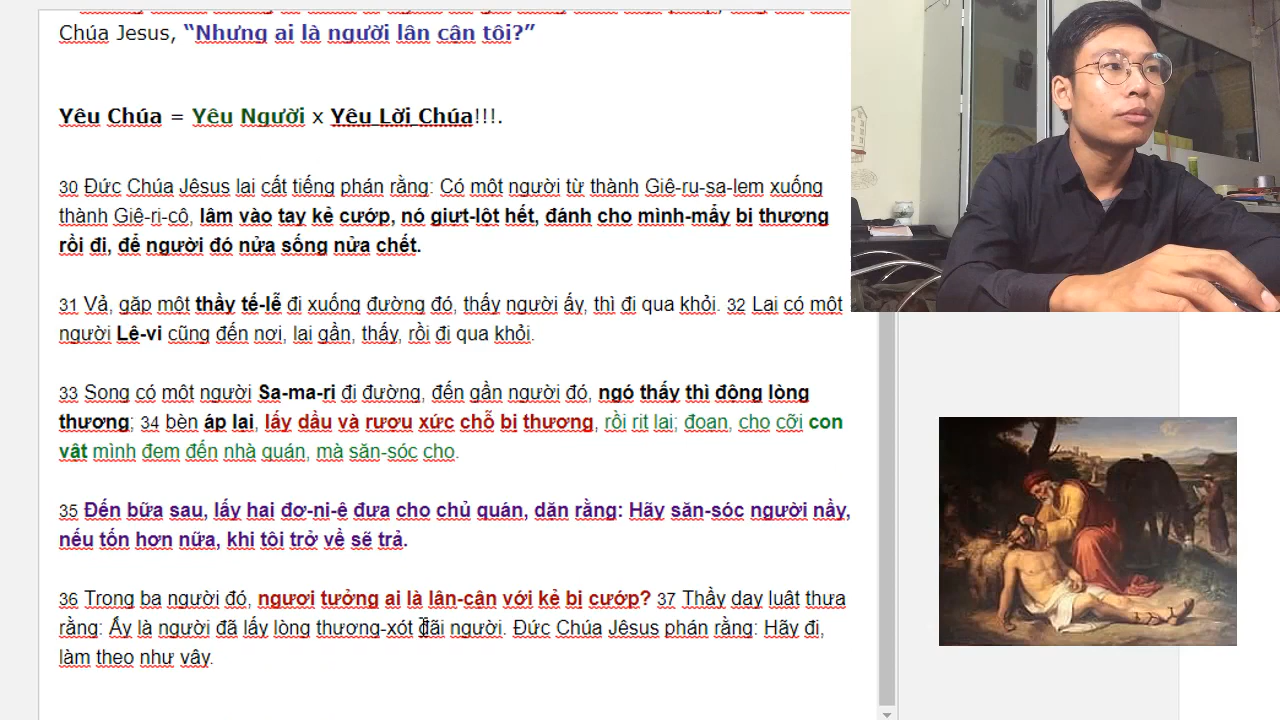 Chúa Jesus, “Nhưng ai là người lân cận tôi?”
Yêu Chúa = Yêu Người x Yêu Lời Chúa!!!.
30 Đức Chúa Jêsus lại cất tiếng phán rằng: Có một người từ thành Giê-ru-sa-lem xuống
thành Giê-ri-cô, lâm vào tay kẻ cướp, nó giựt-lột hết, đánh cho mình-mẩy bị thương
rồi đi, để người đó nửa sống nửa chết.
31 Vả, gặp một thầy tế-lễ đi xuống đường đó, thấy người ấy, thì đi qua khỏi. 32 Lại có một
người Lê-vi cũng đến nơi, lại gần, thấy, rồi đi qua khỏi.
33 Song có một người Sa-ma-ri đi đường, đến gần người đó, ngó thấy thì động lòng
thương; 34 bèn áp lại, lấy dầu và rượu xức chỗ bị thương, rồi rịt lại; đoạn, cho cỡi con
vật mình đem đến nhà quán, mà săn-sóc cho.
35 Đến bữa sau, lấy hai đơ-ni-ê đưa cho chủ quán, dặn rằng: Hãy săn-sóc người nầy,
nếu tốn hơn nữa, khi tôi trở về sẽ trả.
36 Trong ba người đó, ngươi tưởng ai là lân-cận với kẻ bị cướp? 37 Thầy dạy luật thưa
rằng: Ấy là người đã lấy lòng thương-xót đãi người. Đức Chúa Jêsus phán rằng: Hãy đi,
làm theo như vậy.